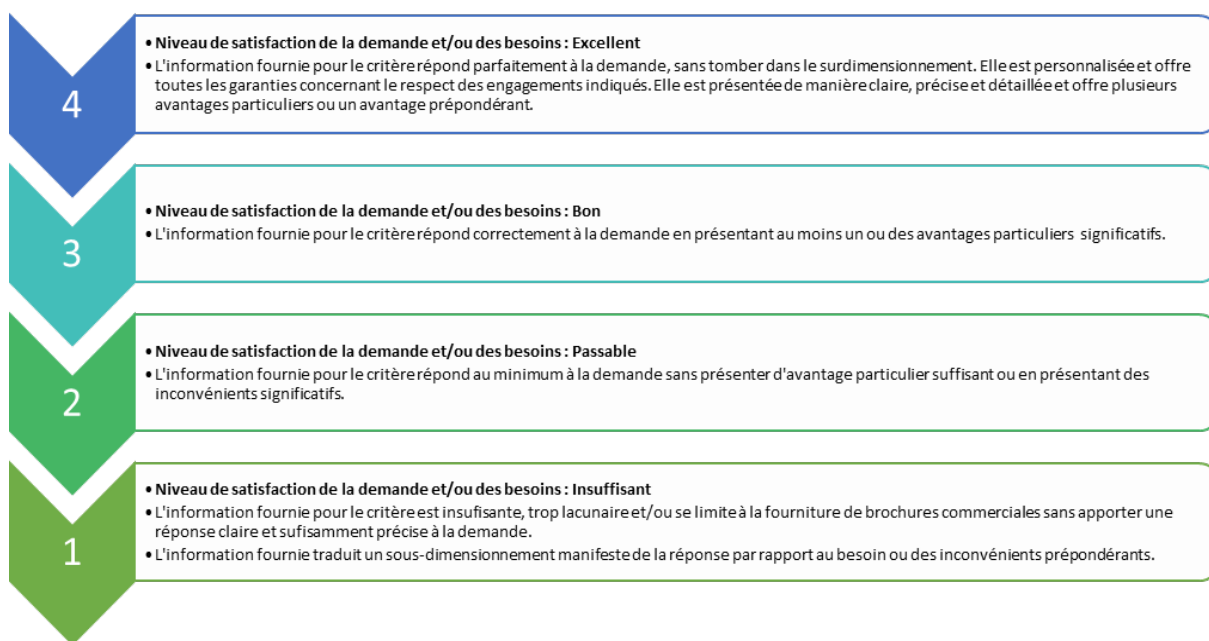 4
• Niveau de satisfaction de la demande et/ou des besoins : Excellent
• L'information fournie pour le critère répond parfaitement à la demande, sans tomber dans le surdimensionnement. Elle est personnalisée et offre
toutes les garanties concernant le respect des engagements indiqués. Elle est présentée de manière claire, précise et détaillée et offre plusieurs
avantages particuliers ou un avantage prépondérant.
3
• Niveau de satisfaction de la demande et/ou des besoins : Bon
• L'information fournie pour le critère répond correctement à la demande en présentant au moins un ou des avantages particuliers significatifs.
2
• Niveau de satisfaction de la demande et/ou des besoins : Passable
• L'information fournie pour le critère répond au minimum à la demande sans présenter d'avantage particulier suffisant ou en présentant des
inconvénients significatifs.
1
• Niveau de satisfaction de la demande et/ou des besoins : Insuffisant
• L'information fournie pour le critère est insufisante, trop lacunaire et/ou se limite à la fourniture de brochures commerciales sans apporter une
réponse claire et sufisamment précise à la demande.
• L'information fournie traduit un sous-dimensionnement manifeste de la réponse par rapport au besoin ou des inconvénients prépondérants.